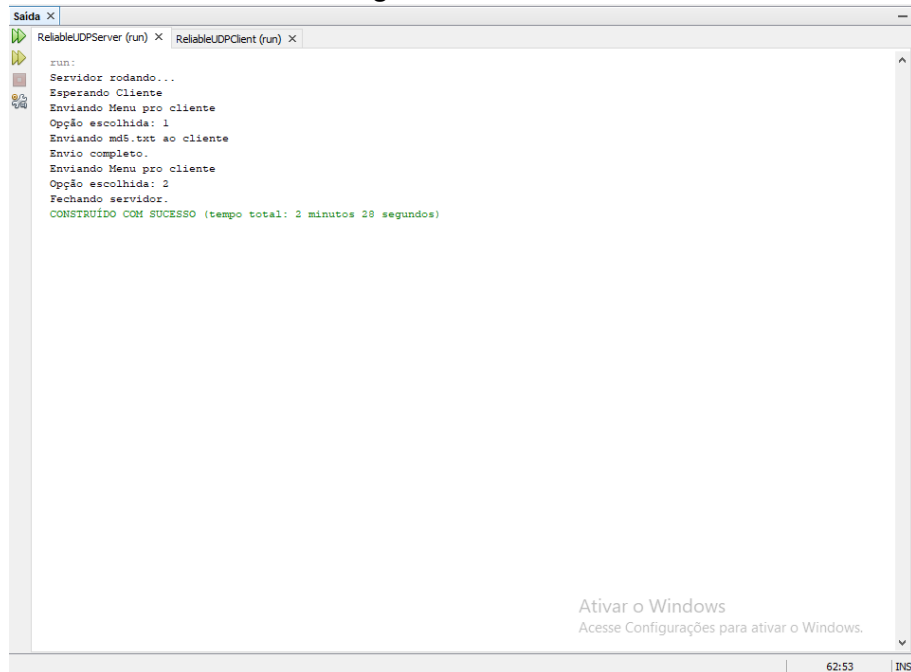 Saída
ReliableUDPServer (run)
ReliableUDPClient (run)
run:
Servidor rodando...
Esperando Cliente
Enviando Menu pro cliente
Opção escolhida: 1
Enviando md5.txt ao cliente
Envio completo.
Enviando Menu pro cliente
Opção escolhida: 2
Fechando servidor.
CONSTRUÍDO COM SUCESSO (tempo total: 2 minutos 28 segundos)
Ativar o Windows
Acesse Configurações para ativar o Windows.
62:53
INS